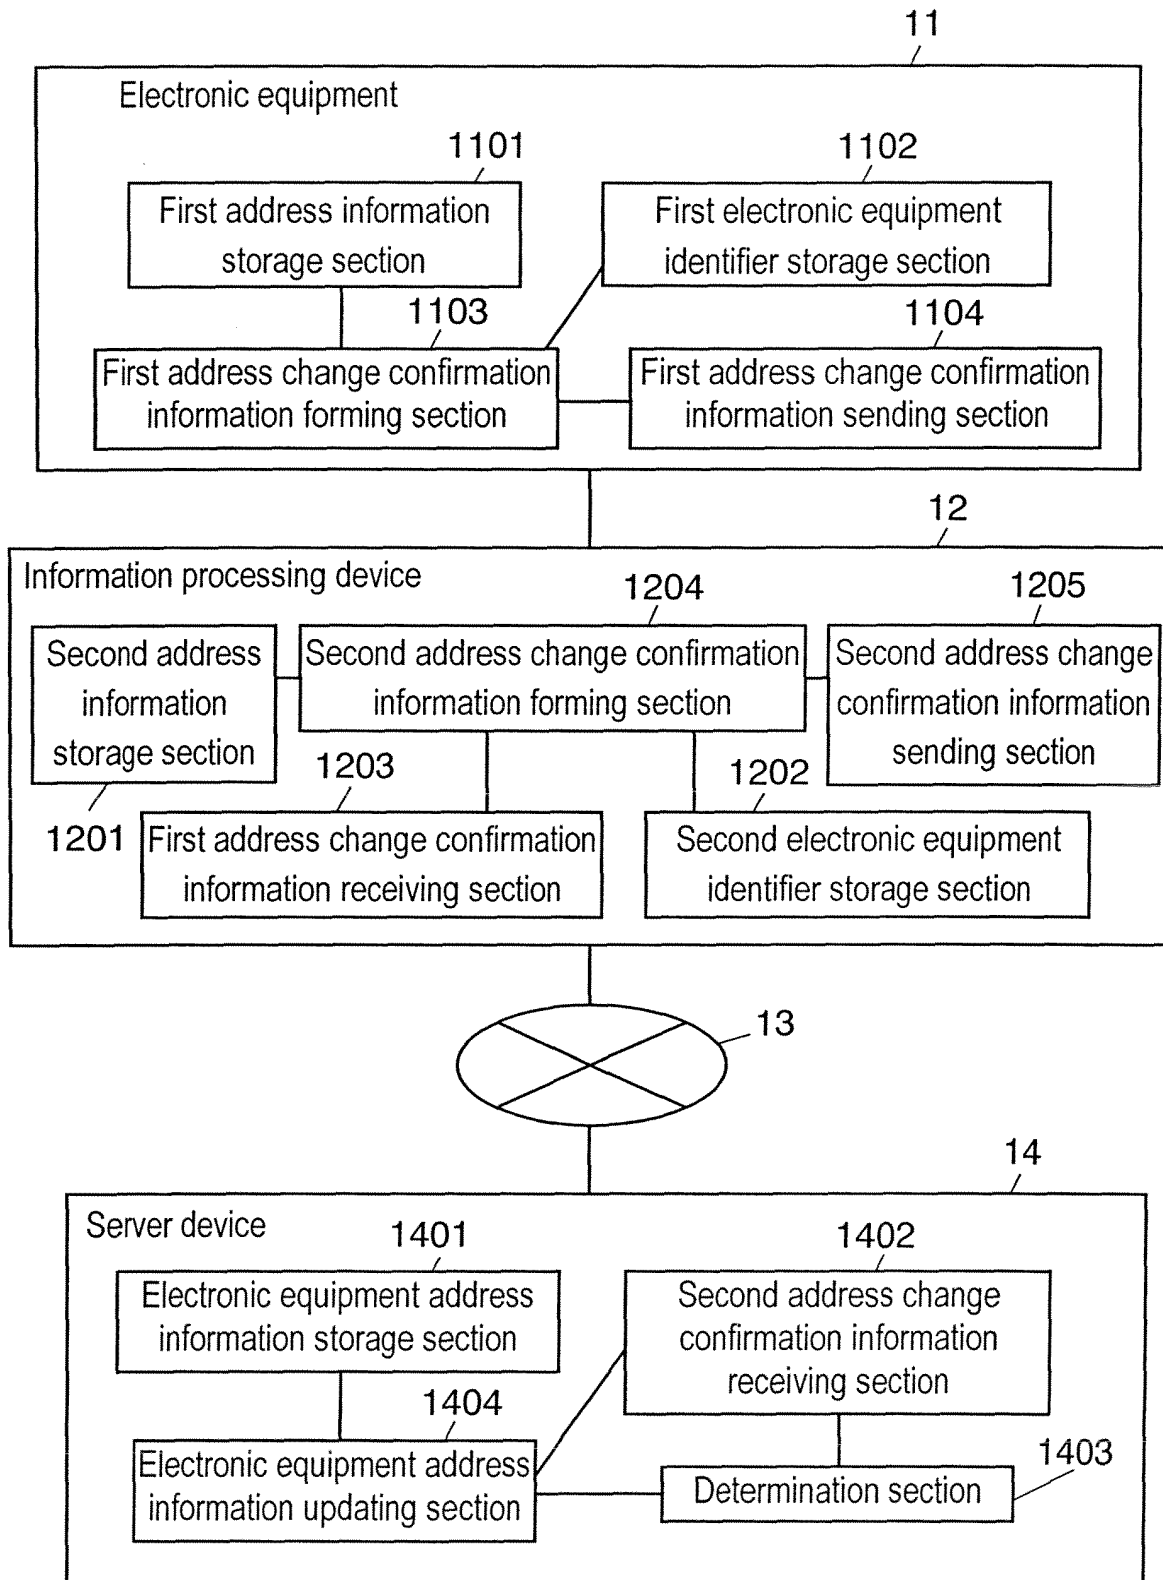 11
Electronic equipment
1101
1102
First address information
storage section
First electronic equipment
identifier storage section
1103
1104
First address change confirmation
information forming section
First address change confirmation
information sending section
12
Information processing device
1204
1205
Second address
information
storage section
Second address change confirmation
information forming section
Second address change
confirmation information
sending section
1203
1202
1201
First address change confirmation
information receiving section
Second electronic equipment
identifier storage section
13
14
Server device
1401
1402
Electronic equipment address
information storage section
Second address change
confirmation information
receiving section
1404
1403
Electronic equipment address
information updating section
Determination section